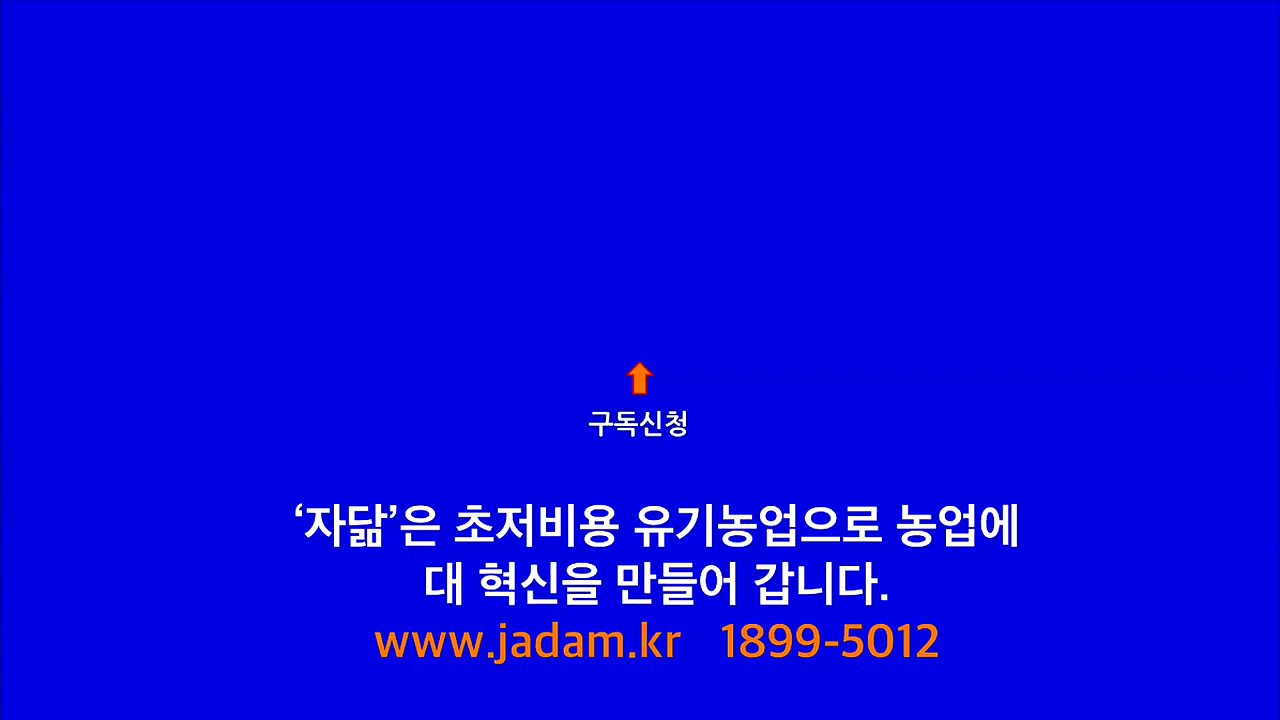 구독신청
‘자닮’은 초저비용 유기농업으로 농업에
대 혁신을 만들어 갑니다.
www.jadam.kr 1899-5012